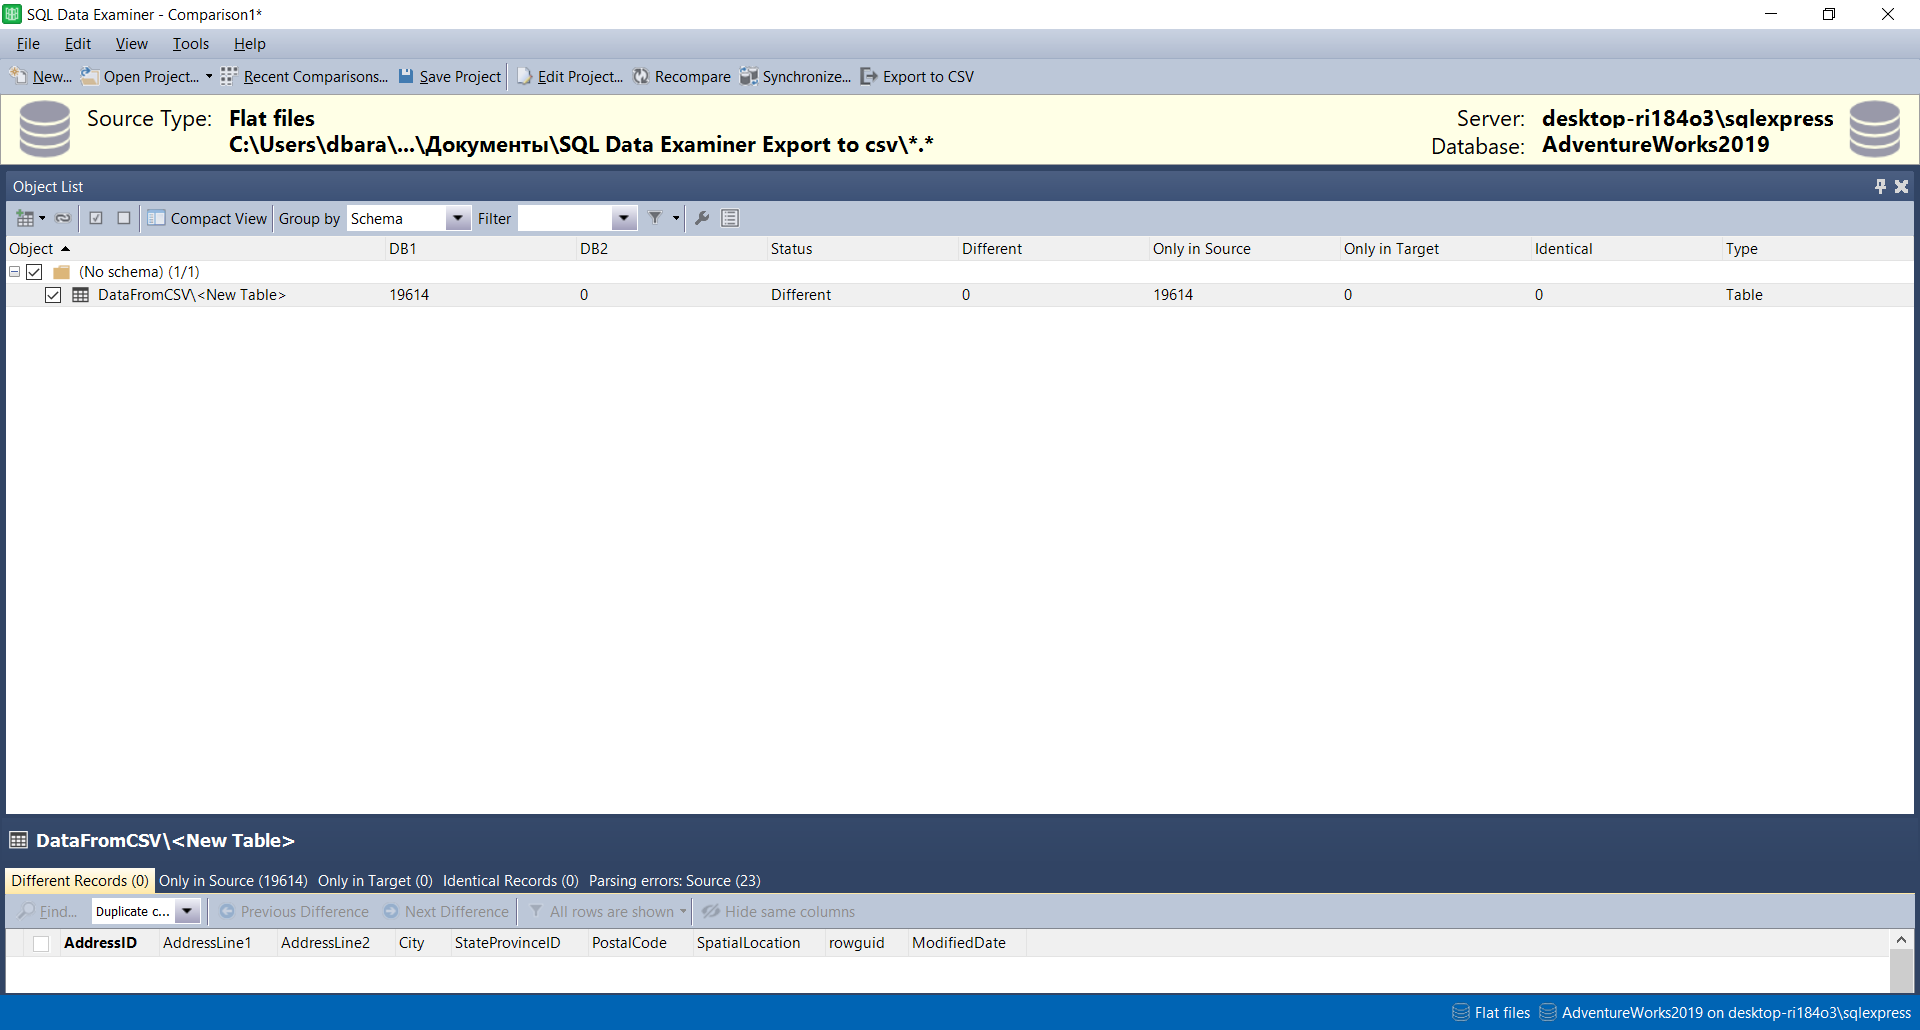 SQL Data Examiner - Comparison1*
File Edit View Tools Help
New... Open Project... Recent Comparisons... Save Project Edit Project... Recompare Synchronize... Export to CSV
Source Type: Flat files
C:\Users\dbara\...\Документы\SQL Data Examiner Export to csv\*.*
Server: desktop-ri184o3\sqlexpress
Database: AdventureWorks2019
Object List
Compact View Group by Schema Filter
Object DB1 DB2 Status Different Only in Source Only in Target Identical Type
(No schema) (1/1)
DataFromCSV\<New Table> 19614 0 Different 0 19614 0 0 Table
DataFromCSV\<New Table>
Different Records (0) Only in Source (19614) Only in Target (0) Identical Records (0) Parsing errors: Source (23)
Find... Duplicate c... Previous Difference Next Difference All rows are shown Hide same columns
AddressID AddressLine1 AddressLine2 City StateProvinceID PostalCode SpatialLocation rowguid ModifiedDate
Flat files AdventureWorks2019 on desktop-ri184o3\sqlexpress